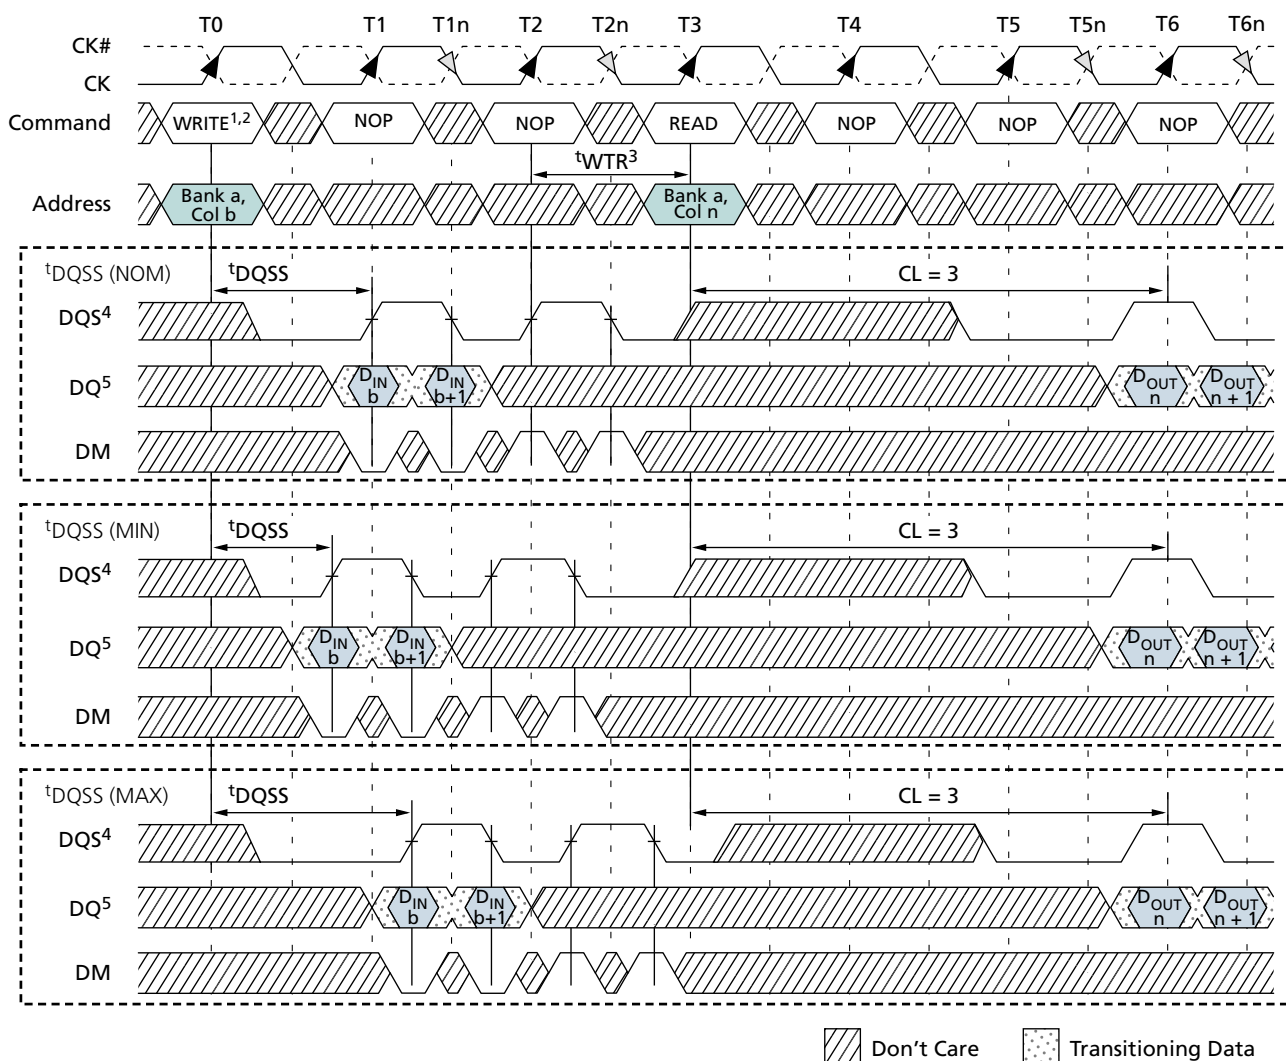 T0 T1 T1n T2 T2n T3 T4 T5 T5n T6 T6n
CK#
CK
Command WRITE1,2 NOP NOP READ NOP NOP NOP
tWTR3
Address Bank a, Col b Bank a, Col n
tDQSS (NOM) tDQSS CL = 3
DQS4
DQ5 DIN b DIN b+1 DOUT n DOUT n + 1
DM
tDQSS (MIN) tDQSS CL = 3
DQS4
DQ5 DIN b DIN b+1 DOUT n DOUT n + 1
DM
tDQSS (MAX) tDQSS CL = 3
DQS4
DQ5 DIN b DIN b+1 DOUT n DOUT n + 1
DM
Don't Care Transitioning Data